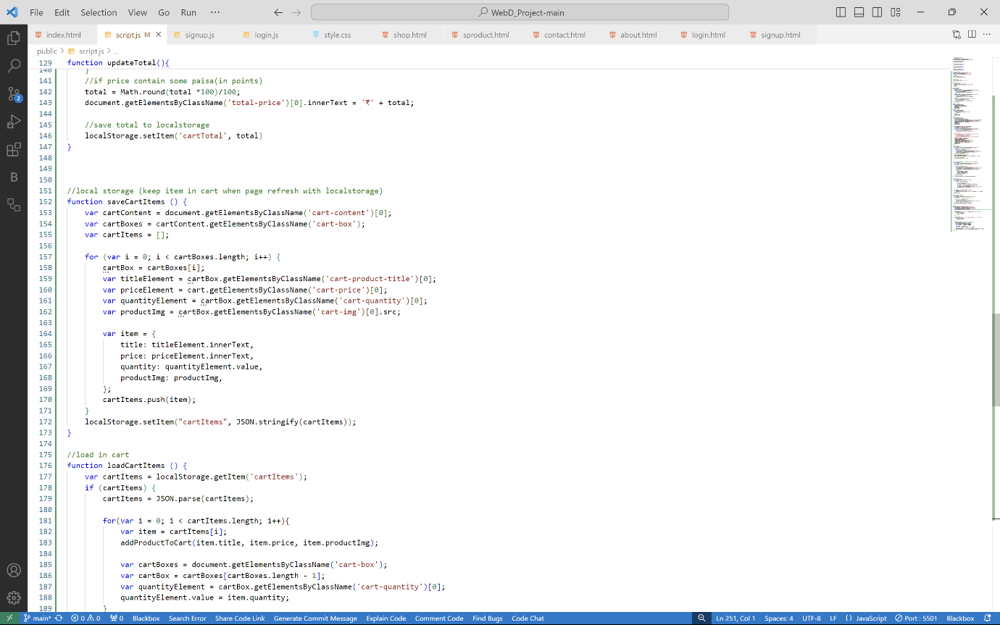 File Edit Selection View Go Run ··· WebD_Project-main
index.html script.js M signup.js login.js style.css shop.html sproduct.html contact.html about.html login.html signup.html
public > script.js > ...
129 function updateTotal(){
140 }
141 //if price contain some paisa(in points)
142 total = Math.round(total *100)/100;
143 document.getElementsByClassName('total-price')[0].innerText = '₹' + total;
144
145 //save total to localstorage
146 localStorage.setItem('cartTotal', total)
147 }
148
149
150
151 //local storage (keep item in cart when page refresh with localstorage)
152 function saveCartItems () {
153 var cartContent = document.getElementsByClassName('cart-content')[0];
154 var cartBoxes = cartContent.getElementsByClassName('cart-box');
155 var cartItems = [];
156
157 for (var i = 0; i < cartBoxes.length; i++) {
158 cartBox = cartBoxes[i];
159 var titleElement = cartBox.getElementsByClassName('cart-product-title')[0];
160 var priceElement = cart.getElementsByClassName('cart-price')[0];
161 var quantityElement = cartBox.getElementsByClassName('cart-quantity')[0];
162 var productImg = cartBox.getElementsByClassName('cart-img')[0].src;
163
164 var item = {
165 title: titleElement.innerText,
166 price: priceElement.innerText,
167 quantity: quantityElement.value,
168 productImg: productImg,
169 };
170 cartItems.push(item);
171 }
172 localStorage.setItem("cartItems", JSON.stringify(cartItems));
173 }
174
175 //load in cart
176 function loadCartItems () {
177 var cartItems = localStorage.getItem('cartItems');
178 if (cartItems) {
179 cartItems = JSON.parse(cartItems);
180
181 for(var i = 0; i < cartItems.length; i++){
182 var item = cartItems[i];
183 addProductToCart(item.title, item.price, item.productImg);
184
185 var cartBoxes = document.getElementsByClassName('cart-box');
186 var cartBox = cartBoxes[cartBoxes.length - 1];
187 var quantityElement = cartBox.getElementsByClassName('cart-quantity')[0];
188 quantityElement.value = item.quantity;
189 }
2
B
main* 0 0 0 Blackbox Search Error Share Code Link Generate Commit Message Explain Code Comment Code Find Bugs Code Chat Ln 251, Col 1 Spaces: 4 UTF-8 LF {} JavaScript Port : 5501 Blackbox